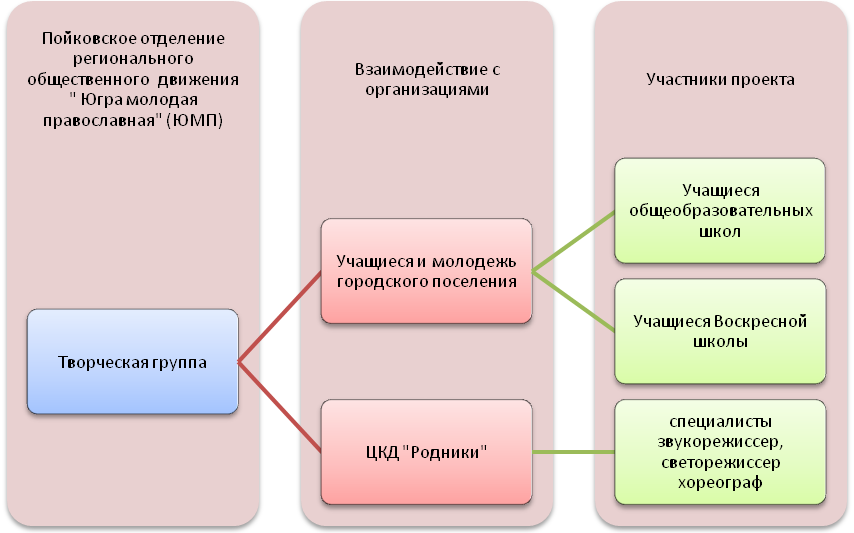 Пойковское отделение
регионального
общественного движения
" Югра молодая
православная" (ЮМП)
Творческая группа
Взаимодействие с
организациями
Учащиеся и молодежь
городского поселения
ЦКД "Родники"
Участники проекта
Учащиеся
общеобразовательных
школ
Учащиеся Воскресной
школы
специалисты
звукорежиссер,
светорежиссер
хореограф